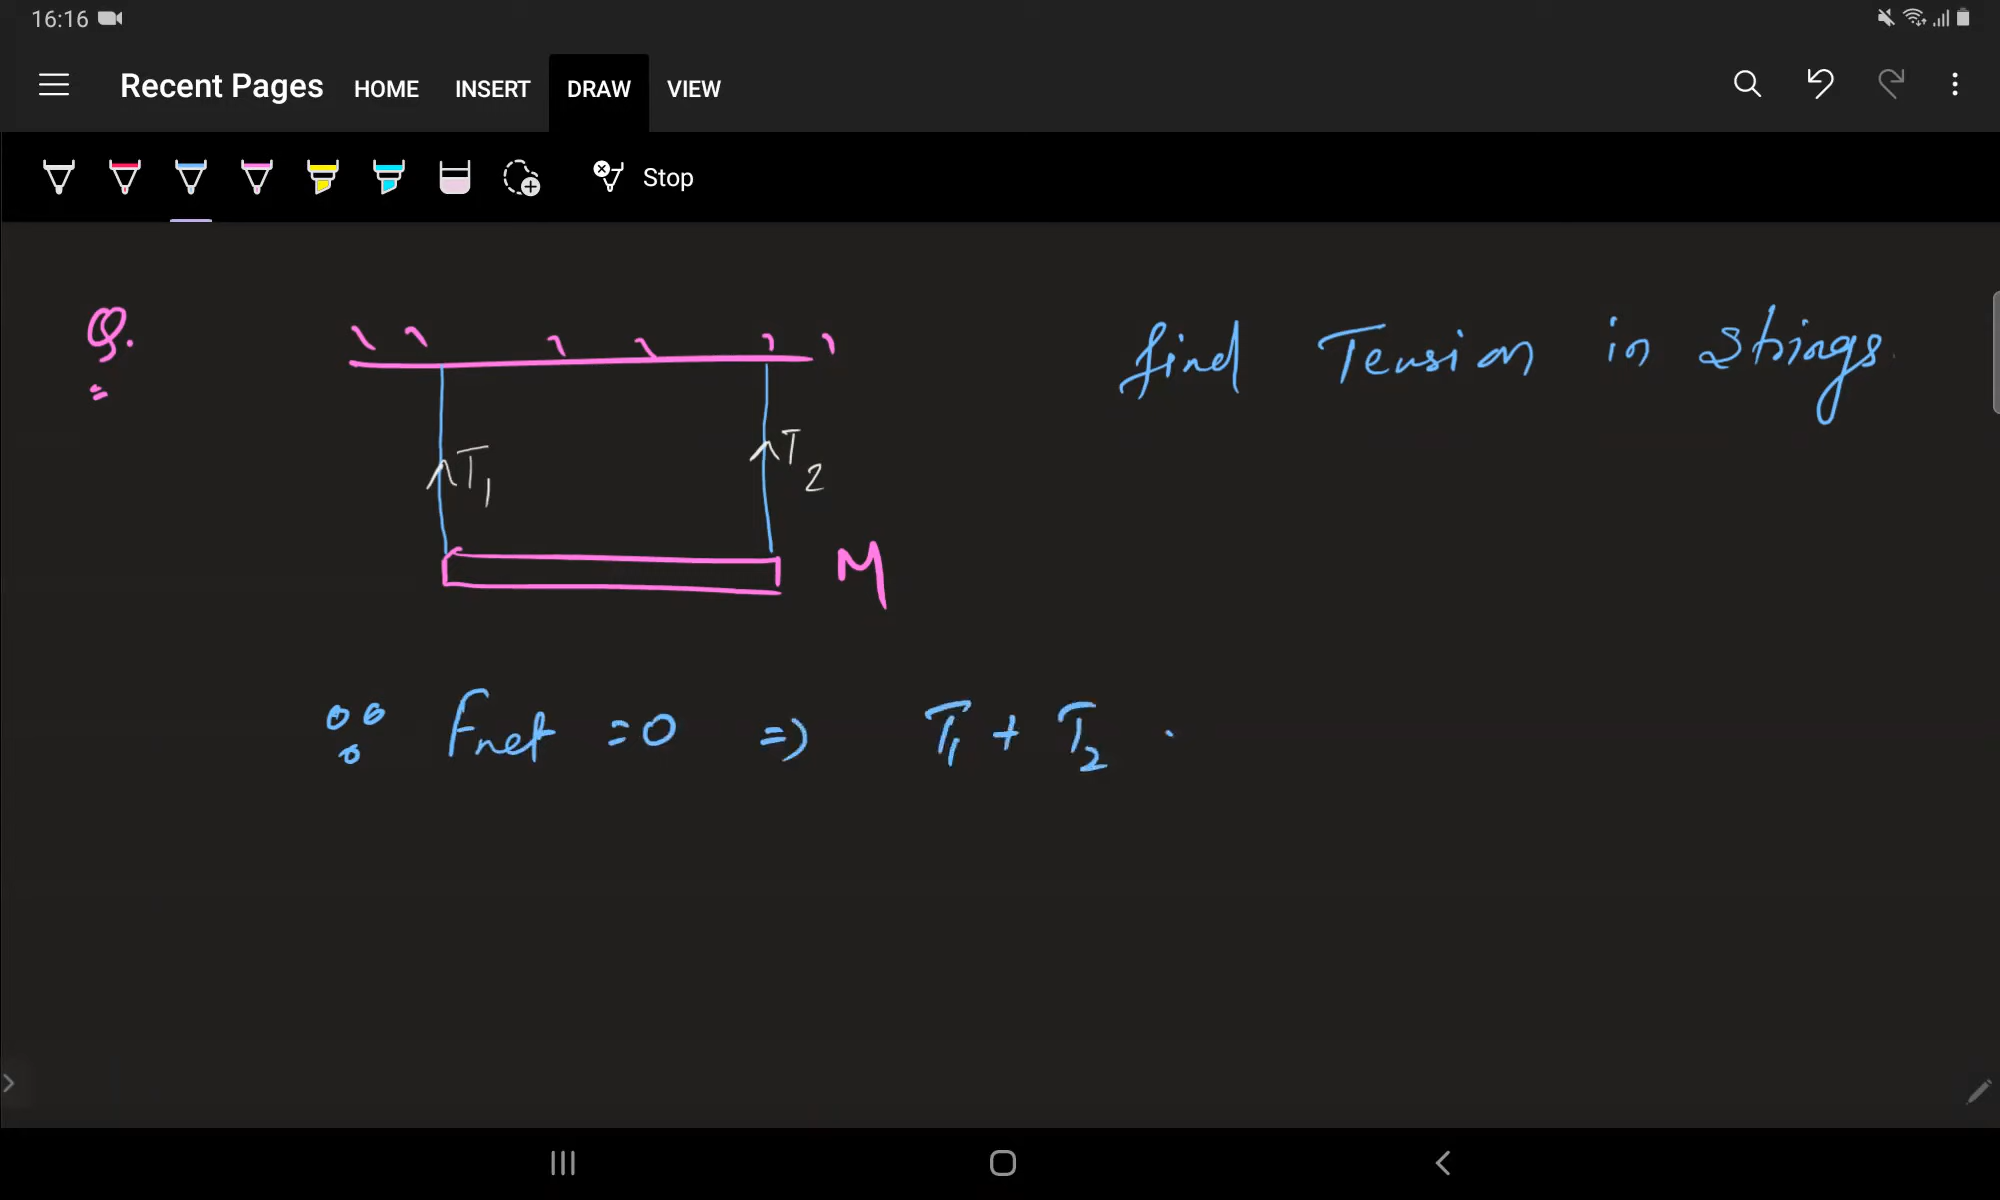 16:16
Recent Pages HOME INSERT DRAW VIEW
Stop
Q. find Tension in Strings.
T1 T2
M
∵ Fnet = 0 => T1 + T2 .